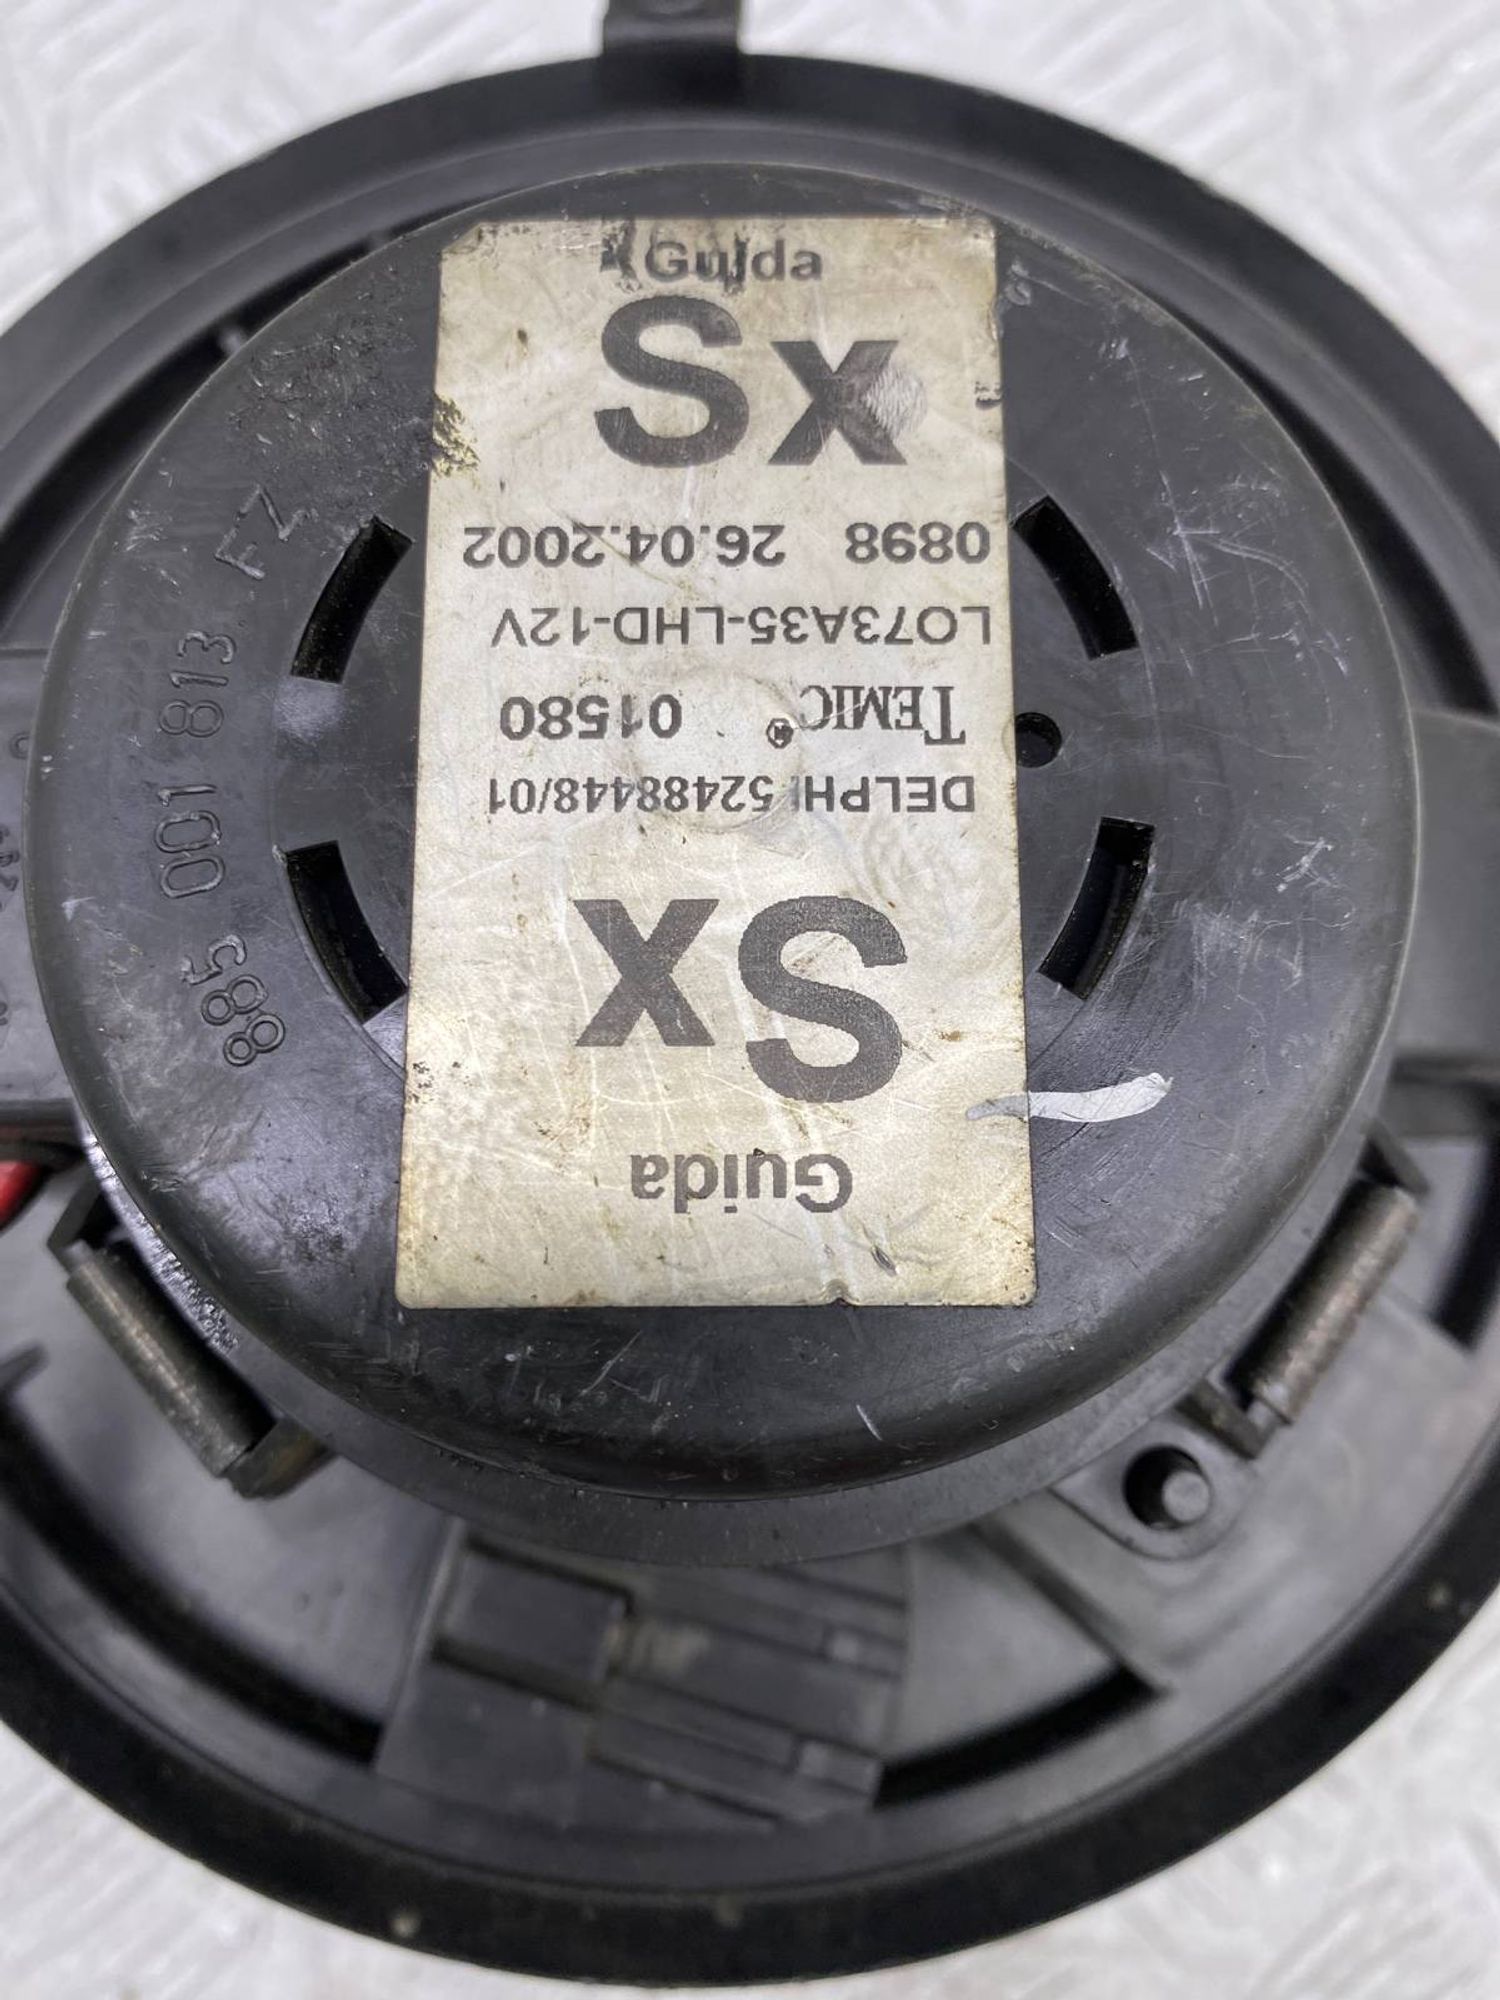 Guida
Sx
0898 26.04.2002
LO73A35-LHD-12V
TEMIC® 01580
DELPHI 52488448/01
Sx
Guida
885 001 813 FZ